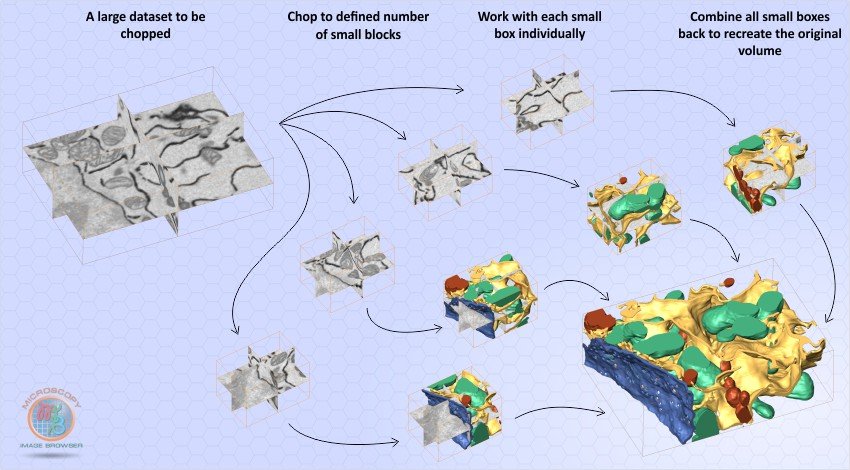 A large dataset to be
chopped
Chop to defined number
of small blocks
Work with each small
box individually
Combine all small boxes
back to recreate the original
volume
MICROSCOPY
IMAGE BROWSER